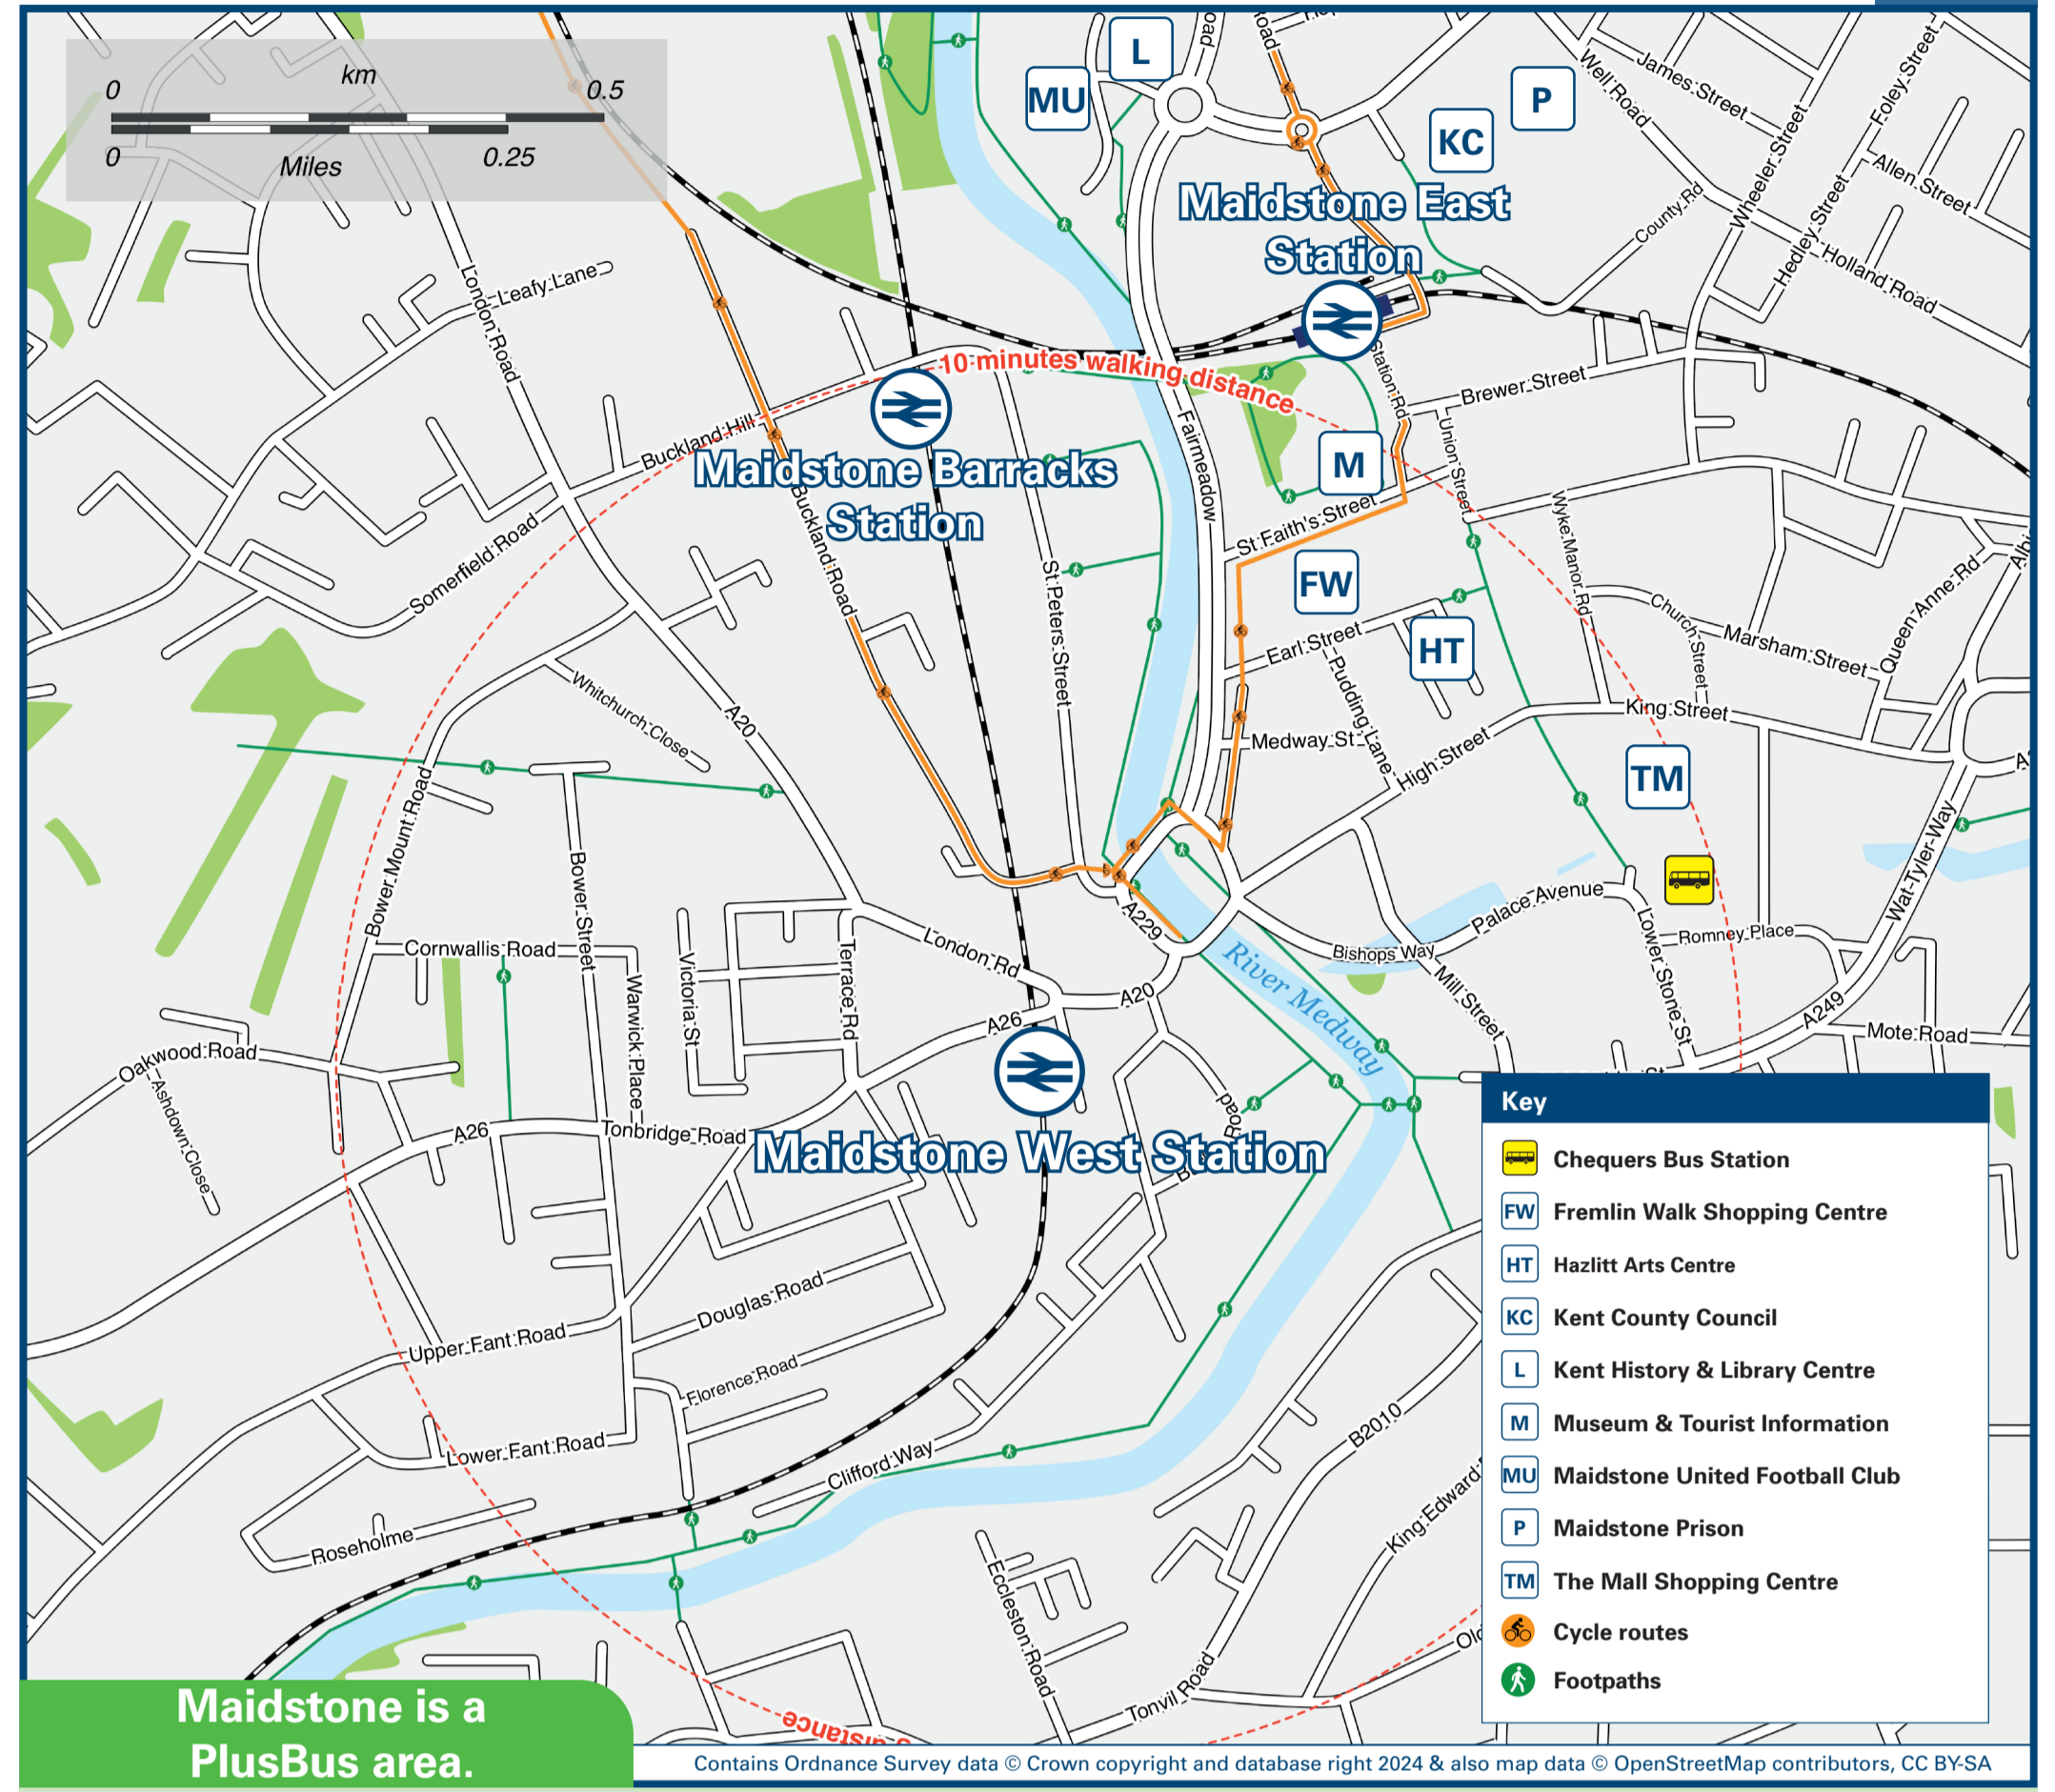 km
0
0.5
0
0.25
Miles
L
MU
P
KC
Road
Well Road
James Street
Foley Street
Wheeler Street
Allen Street
Hedley Street
Holland Road
County Rd
Maidstone East
Station
London Road
Leafy Lane
10 minutes walking distance
Station Rd
Brewer Street
Union Street
Fairmeadow
M
Buckland Hill
Maidstone Barracks
Station
Buckland Road
Somerfield Road
St Faith's Street
FW
Wyke Manor Rd
Church Street
Marsham Street
Queen Anne Rd
St Peters Street
Earl Street
HT
Pudding Lane
Whitchurch Close
A20
Medway St
High Street
King Street
TM
Bower Mount Road
Bower Street
Wat Tyler Way
Palace Avenue
Lower Stone St
Romney Place
Cornwallis Road
Warwick Place
Victoria St
Terrace Rd
London Rd
A229
River Medway
Bishops Way
Mill Street
A20
A26
A249
Mote Road
Oakwood Road
Ashdown Close
A26
Tonbridge Road
Maidstone West Station
Road
Upper Fant Road
Douglas Road
Florence Road
Lower Fant Road
Clifford Way
B2010
King Edward
Roseholme
Eccleston Road
Tonvil Road
Key
Chequers Bus Station
FW Fremlin Walk Shopping Centre
HT Hazlitt Arts Centre
KC Kent County Council
L Kent History & Library Centre
M Museum & Tourist Information
MU Maidstone United Football Club
P Maidstone Prison
TM The Mall Shopping Centre
Cycle routes
Footpaths
distance
Maidstone is a
PlusBus area.
Contains Ordnance Survey data © Crown copyright and database right 2024 & also map data © OpenStreetMap contributors, CC BY-SA